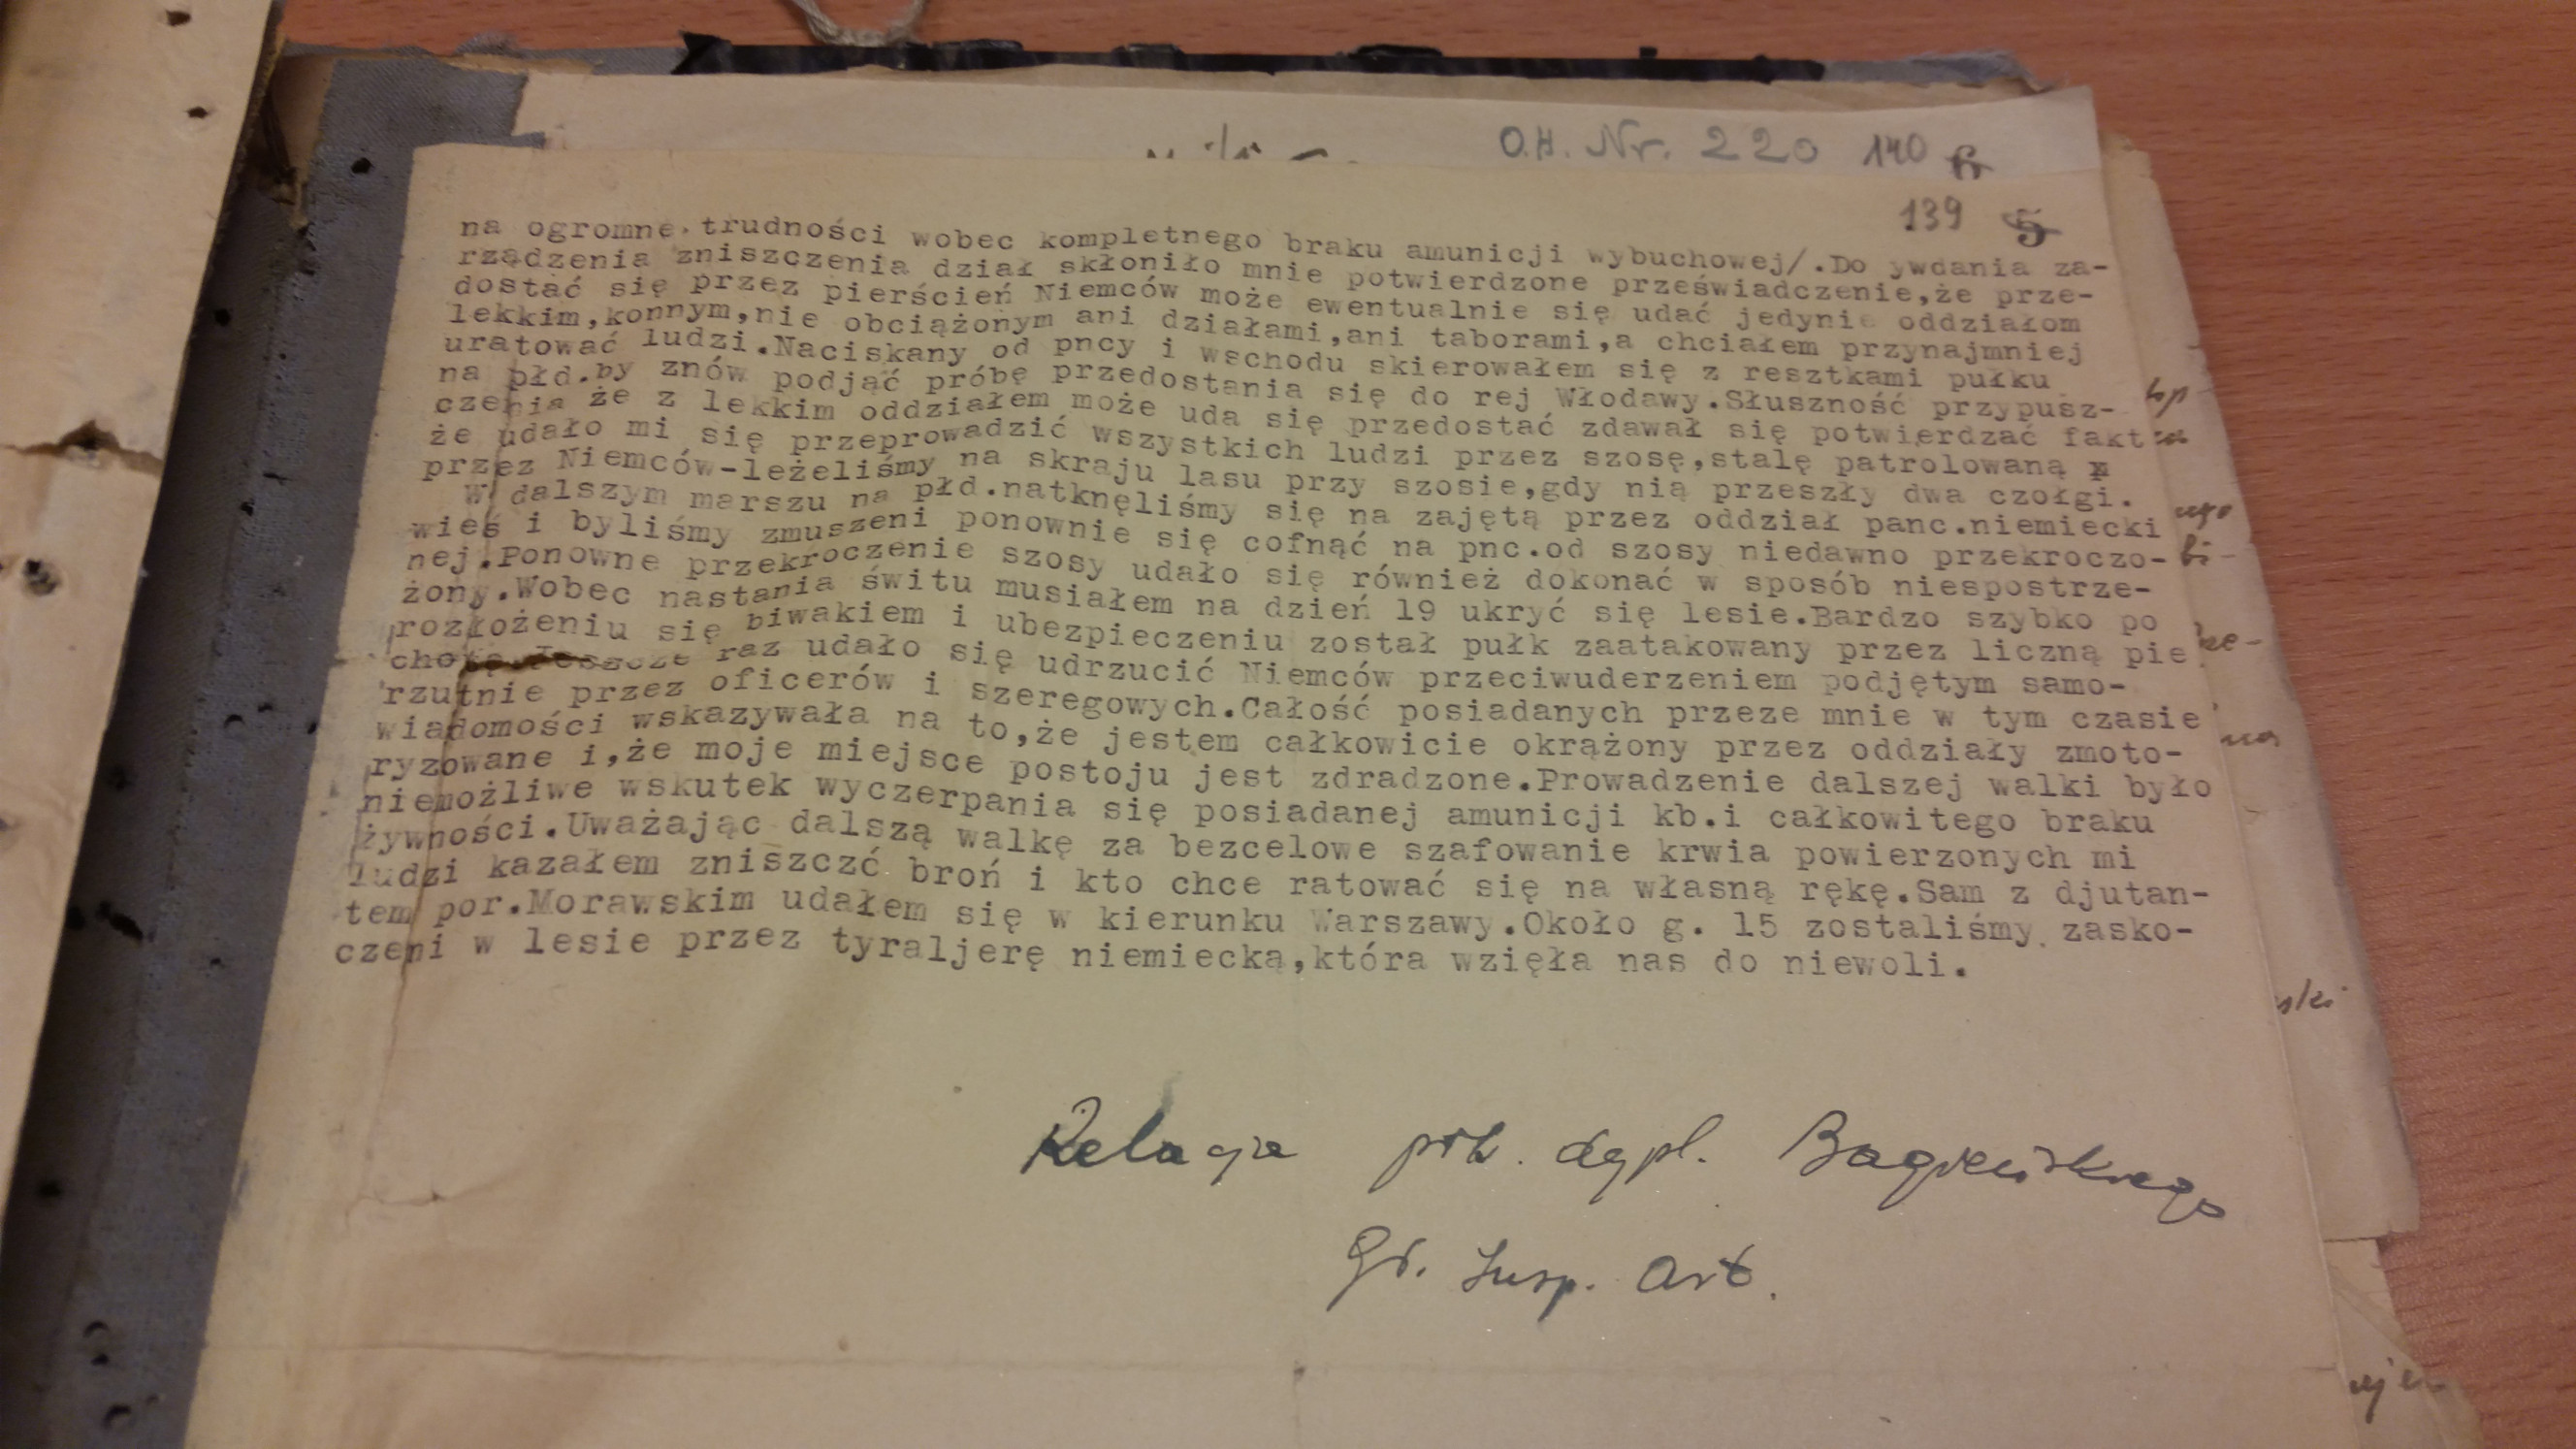 O.H. Nr. 220 140 6
139 5
na ogromne trudności wobec kompletnego braku amunicji wybuchowej/.Do ywdania za-
rządzenia zniszczenia dział skłoniło mnie potwierdzone przeświadczenie,że prze-
dostać się przez pierścień Niemców może ewentualnie się udać jedynie oddziałom
lekkim,konnym,nie obciążonym ani działami,ani taborami,a chciałem przynajmniej
uratować ludzi.Naciskany od pncy i wschodu skierowałem się z resztkami pułku
na płd.by znów podjąć próbę przedostania się do rej Włodawy.Słuszność przypusz-
czenia że z lekkim oddziałem może uda się przedostać zdawał się potwierdzać fakt
że udało mi się przeprowadzić wszystkich ludzi przez szosę,stalę patrolowaną
przez Niemców-leżeliśmy na skraju lasu przy szosie,gdy nią przeszły dwa czołgi.
W dalszym marszu na płd.natknęliśmy się na zajętą przez oddział panc.niemiecki
wieś i byliśmy zmuszeni ponownie się cofnąć na pnc.od szosy niedawno przekroczo-
nej.Ponowne przekroczenie szosy udało się również dokonać w sposób niespostrze-
żony.Wobec nastania świtu musiałem na dzień 19 ukryć się lesie.Bardzo szybko po
rozłożeniu się biwakiem i ubezpieczeniu został pułk zaatakowany przez liczną pie
chotę.Jeszcze raz udało się udrzucić Niemców przeciwuderzeniem podjętym samo-
rzutnie przez oficerów i szeregowych.Całość posiadanych przeze mnie w tym czasie
wiadomości wskazywała na to,że jestem całkowicie okrążony przez oddziały zmoto-
ryzowane i,że moje miejsce postoju jest zdradzone.Prowadzenie dalszej walki było
niemożliwe wskutek wyczerpania się posiadanej amunicji kb.i całkowitego braku
żywności.Uważając dalszą walkę za bezcelowe szafowanie krwia powierzonych mi
ludzi kazałem zniszczć broń i kto chce ratować się na własną rękę.Sam z djutan-
tem por.Morawskim udałem się w kierunku Warszawy.Około g. 15 zostaliśmy zasko-
czeni w lesie przez tyraljerę niemiecką,która wzięła nas do niewoli.
Relacja płk. dypl. Bagieńskiego
Gł. Insp. Art.